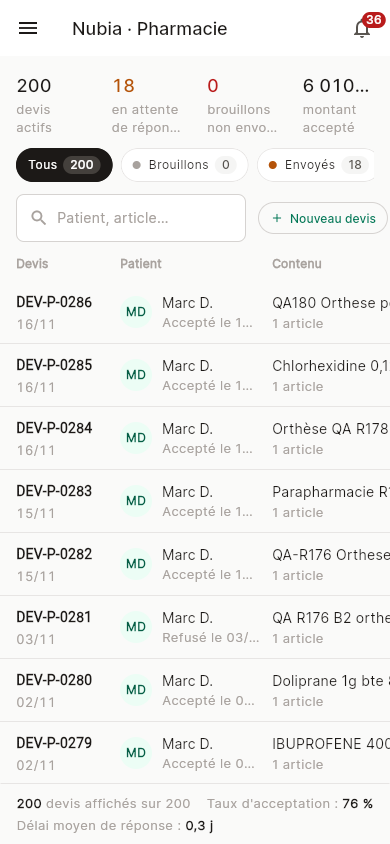 Nubia · Pharmacie
36
200 18 0 6 010…
devis en attente brouillons montant
actifs de répon… non envo… accepté
Tous 200 Brouillons 0 Envoyés 18
Patient, article…
+ Nouveau devis
Devis Patient Contenu
DEV-P-0286 MD Marc D. QA180 Orthese p
16/11 Accepté le 1… 1 article
DEV-P-0285 MD Marc D. Chlorhexidine 0,1
16/11 Accepté le 1… 1 article
DEV-P-0284 MD Marc D. Orthèse QA R178
16/11 Accepté le 1… 1 article
DEV-P-0283 MD Marc D. Parapharmacie R1
15/11 Accepté le 1… 1 article
DEV-P-0282 MD Marc D. QA-R176 Orthese
15/11 Accepté le 1… 1 article
DEV-P-0281 MD Marc D. QA R176 B2 orthe
03/11 Refusé le 03/… 1 article
DEV-P-0280 MD Marc D. Doliprane 1g bte
02/11 Accepté le 0… 1 article
DEV-P-0279 MD Marc D. IBUPROFENE 400
02/11 Accepté le 0… 1 article
200 devis affichés sur 200 Taux d'acceptation : 76 %
Délai moyen de réponse : 0,3 j